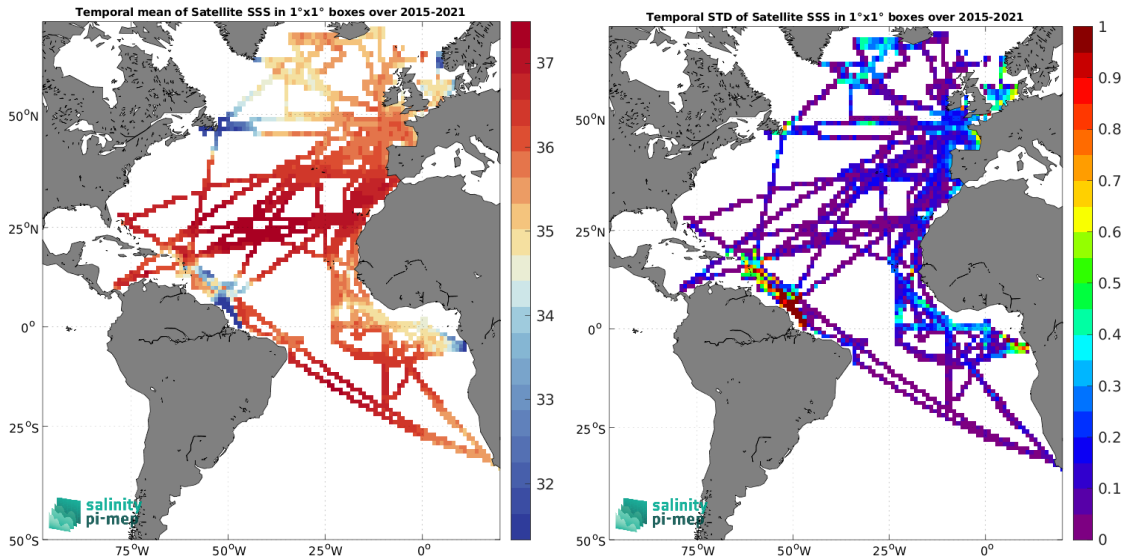 Temporal mean of Satellite SSS in 1°x1° boxes over 2015-2021
50°N
25°N
0°
25°S
50°S
75°W
50°W
25°W
0°
37
36
35
34
33
32
salinity
pi-mep
Temporal STD of Satellite SSS in 1°x1° boxes over 2015-2021
50°N
25°N
0°
25°S
50°S
75°W
50°W
25°W
0°
1
0.9
0.8
0.7
0.6
0.5
0.4
0.3
0.2
0.1
0
salinity
pi-mep